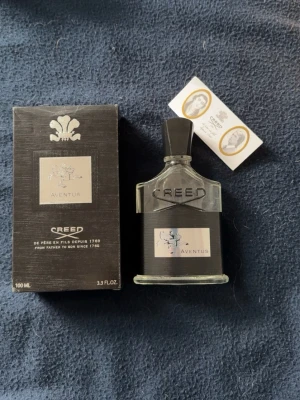 AVENTUS
CREED
DE PÈRE EN FILS DEPUIS 1760
FROM FATHER TO SON SINCE 1760
100 ML
3.3 FL.OZ.
CREED
AVENTUS
CREED